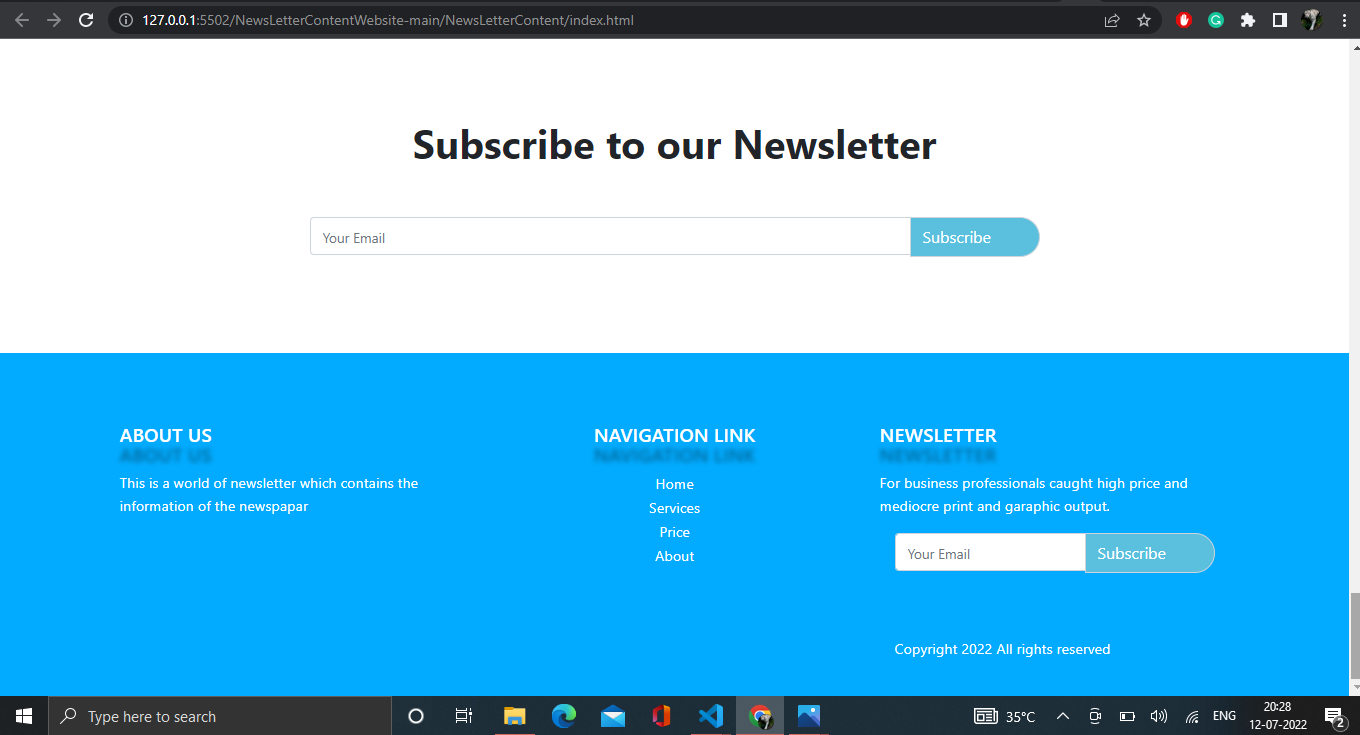 127.0.0.1:5502/NewsLetterContentWebsite-main/NewsLetterContent/index.html
Subscribe to our Newsletter
Your Email
Subscribe
ABOUT US
ABOUT US
This is a world of newsletter which contains the
information of the newspapar
NAVIGATION LINK
NAVIGATION LINK
Home
Services
Price
About
NEWSLETTER
NEWSLETTER
For business professionals caught high price and
mediocre print and garaphic output.
Your Email
Subscribe
Copyright 2022 All rights reserved
Type here to search
35°C
ENG
20:28
12-07-2022
2